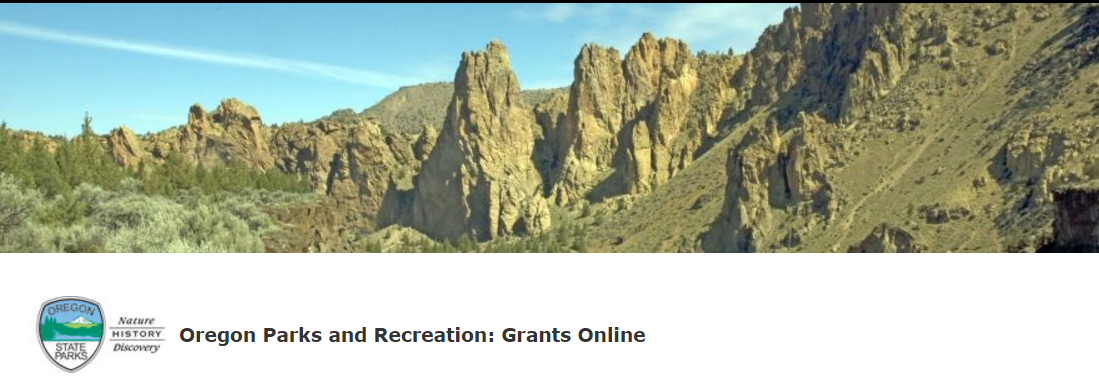 OREGON
STATE
PARKS
Nature
HISTORY
Discovery
Oregon Parks and Recreation: Grants Online